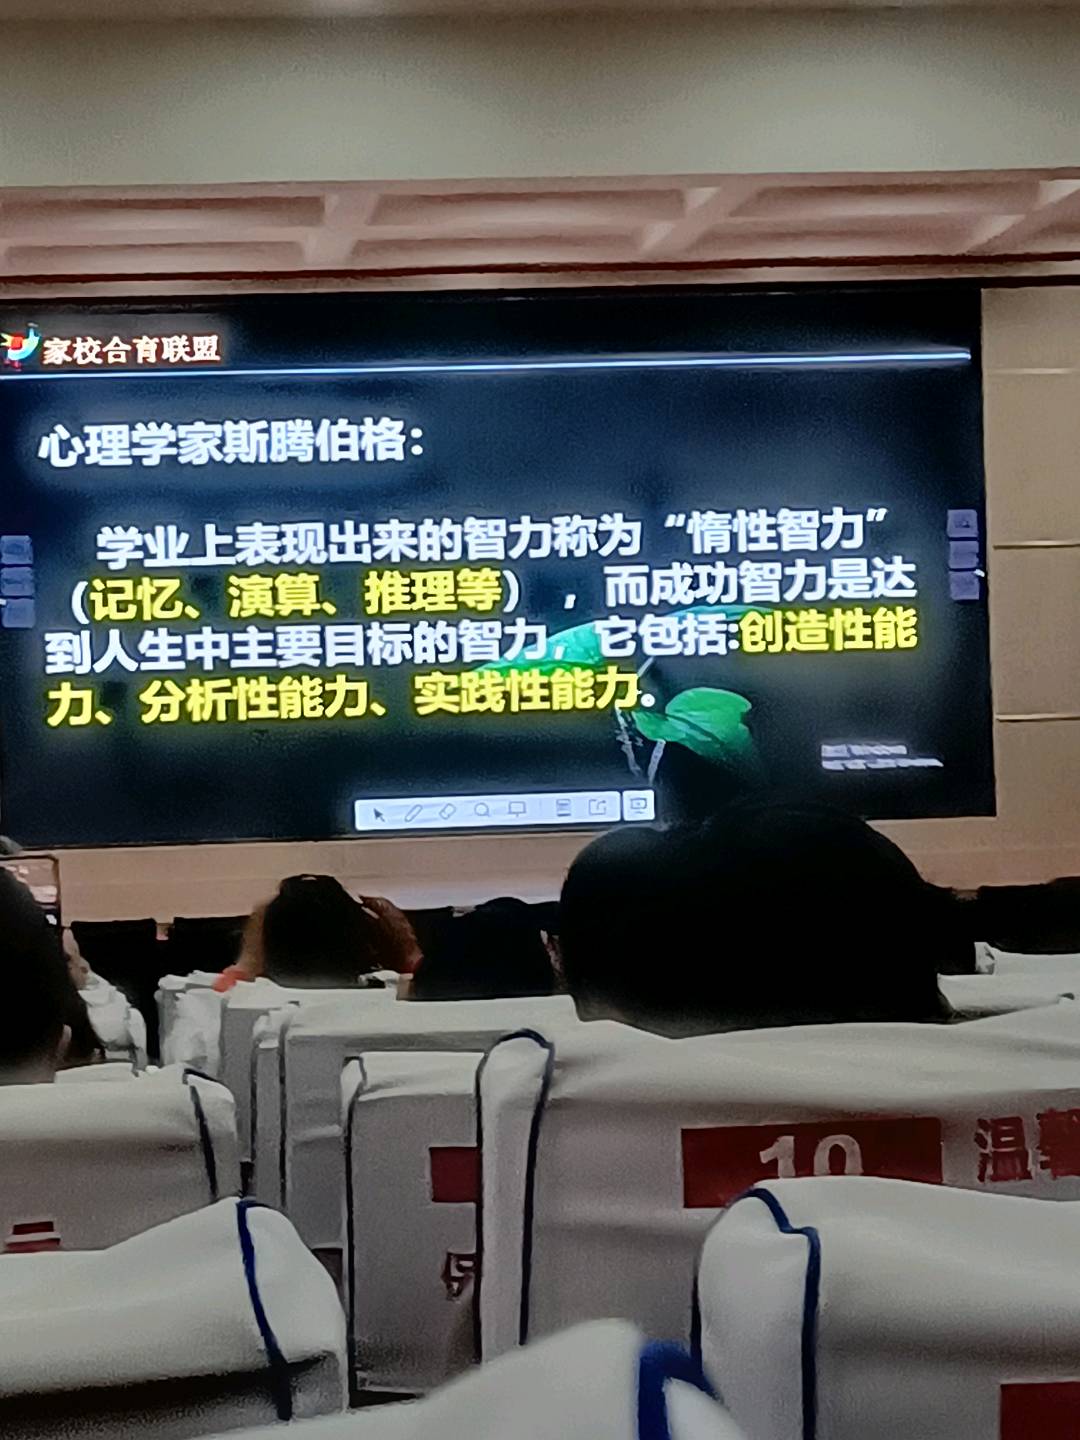 家校合育联盟
心理学家斯腾伯格：
学业上表现出来的智力称为“惰性智力”
（记忆、演算、推理等），而成功智力是达
到人生中主要目标的智力，它包括:创造性能
力、分析性能力、实践性能力。
10
温馨